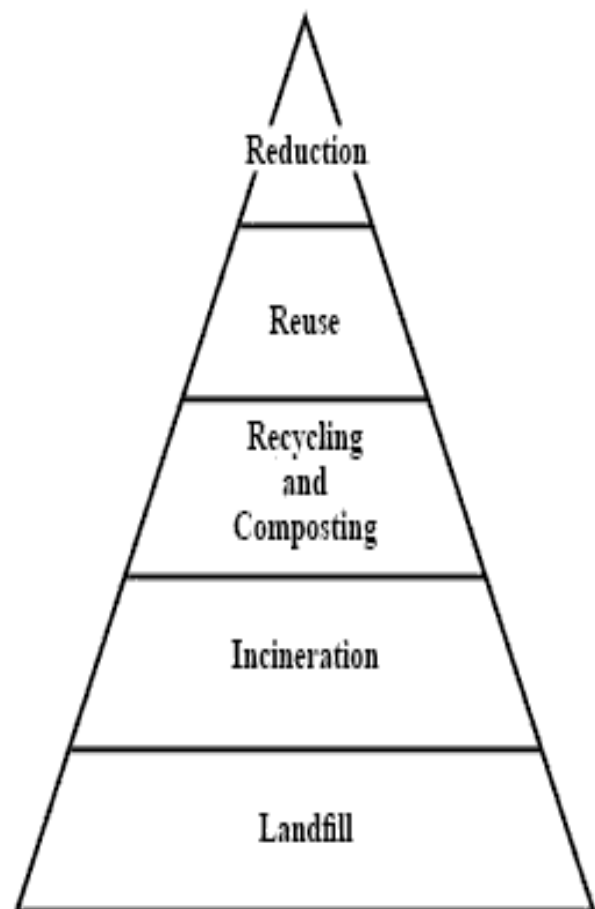 Reduction
Reuse
Recycling
and
Composting
Incineration
Landfill